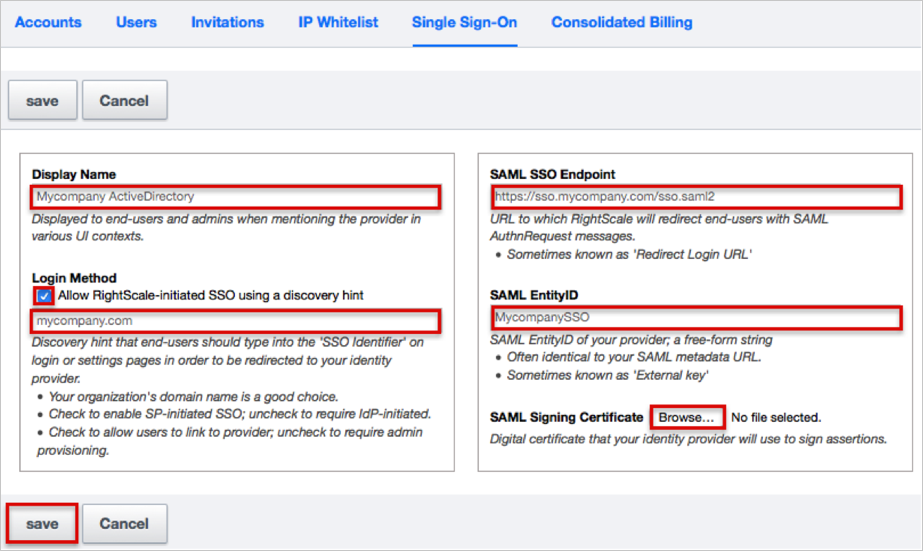 Accounts Users Invitations IP Whitelist Single Sign-On Consolidated Billing
save Cancel
Display Name
Mycompany ActiveDirectory
Displayed to end-users and admins when mentioning the provider in
various UI contexts.
Login Method
Allow RightScale-initiated SSO using a discovery hint
mycompany.com
Discovery hint that end-users should type into the 'SSO Identifier' on
login or settings pages in order to be redirected to your identity
provider.
• Your organization's domain name is a good choice.
• Check to enable SP-initiated SSO; uncheck to require IdP-initiated.
• Check to allow users to link to provider; uncheck to require admin
provisioning.
SAML SSO Endpoint
https://sso.mycompany.com/sso.saml2
URL to which RightScale will redirect end-users with SAML
AuthnRequest messages.
• Sometimes known as 'Redirect Login URL'
SAML EntityID
MycompanySSO
SAML EntityID of your provider; a free-form string
• Often identical to your SAML metadata URL.
• Sometimes known as 'External key'
SAML Signing Certificate Browse... No file selected.
Digital certificate that your identity provider will use to sign assertions.
save Cancel